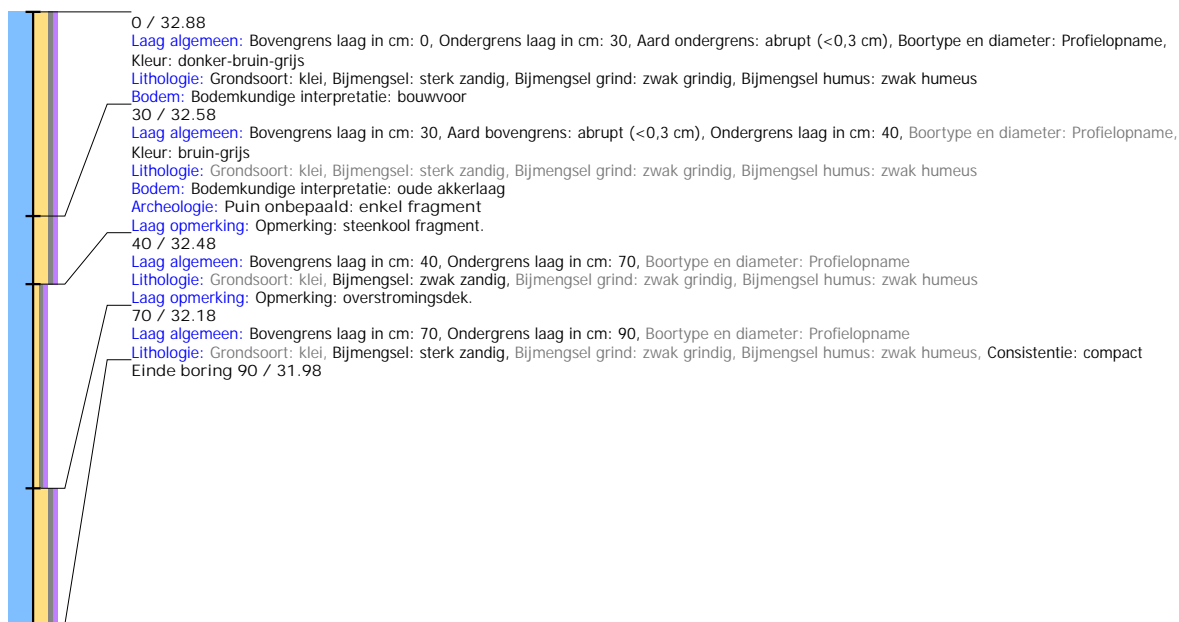 0 / 32.88
Laag algemeen: Bovengrens laag in cm: 0, Ondergrens laag in cm: 30, Aard ondergrens: abrupt (<0,3 cm), Boortype en diameter: Profielopname,
Kleur: donker-bruin-grijs
Lithologie: Grondsoort: klei, Bijmengsel: sterk zandig, Bijmengsel grind: zwak grindig, Bijmengsel humus: zwak humeus
Bodem: Bodemkundige interpretatie: bouwvoor
30 / 32.58
Laag algemeen: Bovengrens laag in cm: 30, Aard bovengrens: abrupt (<0,3 cm), Ondergrens laag in cm: 40, Boortype en diameter: Profielopname,
Kleur: bruin-grijs
Lithologie: Grondsoort: klei, Bijmengsel: sterk zandig, Bijmengsel grind: zwak grindig, Bijmengsel humus: zwak humeus
Bodem: Bodemkundige interpretatie: oude akkerlaag
Archeologie: Puin onbepaald: enkel fragment
Laag opmerking: Opmerking: steenkool fragment.
40 / 32.48
Laag algemeen: Bovengrens laag in cm: 40, Ondergrens laag in cm: 70, Boortype en diameter: Profielopname
Lithologie: Grondsoort: klei, Bijmengsel: zwak zandig, Bijmengsel grind: zwak grindig, Bijmengsel humus: zwak humeus
Laag opmerking: Opmerking: overstromingsdek.
70 / 32.18
Laag algemeen: Bovengrens laag in cm: 70, Ondergrens laag in cm: 90, Boortype en diameter: Profielopname
Lithologie: Grondsoort: klei, Bijmengsel: sterk zandig, Bijmengsel grind: zwak grindig, Bijmengsel humus: zwak humeus, Consistentie: compact
Einde boring 90 / 31.98